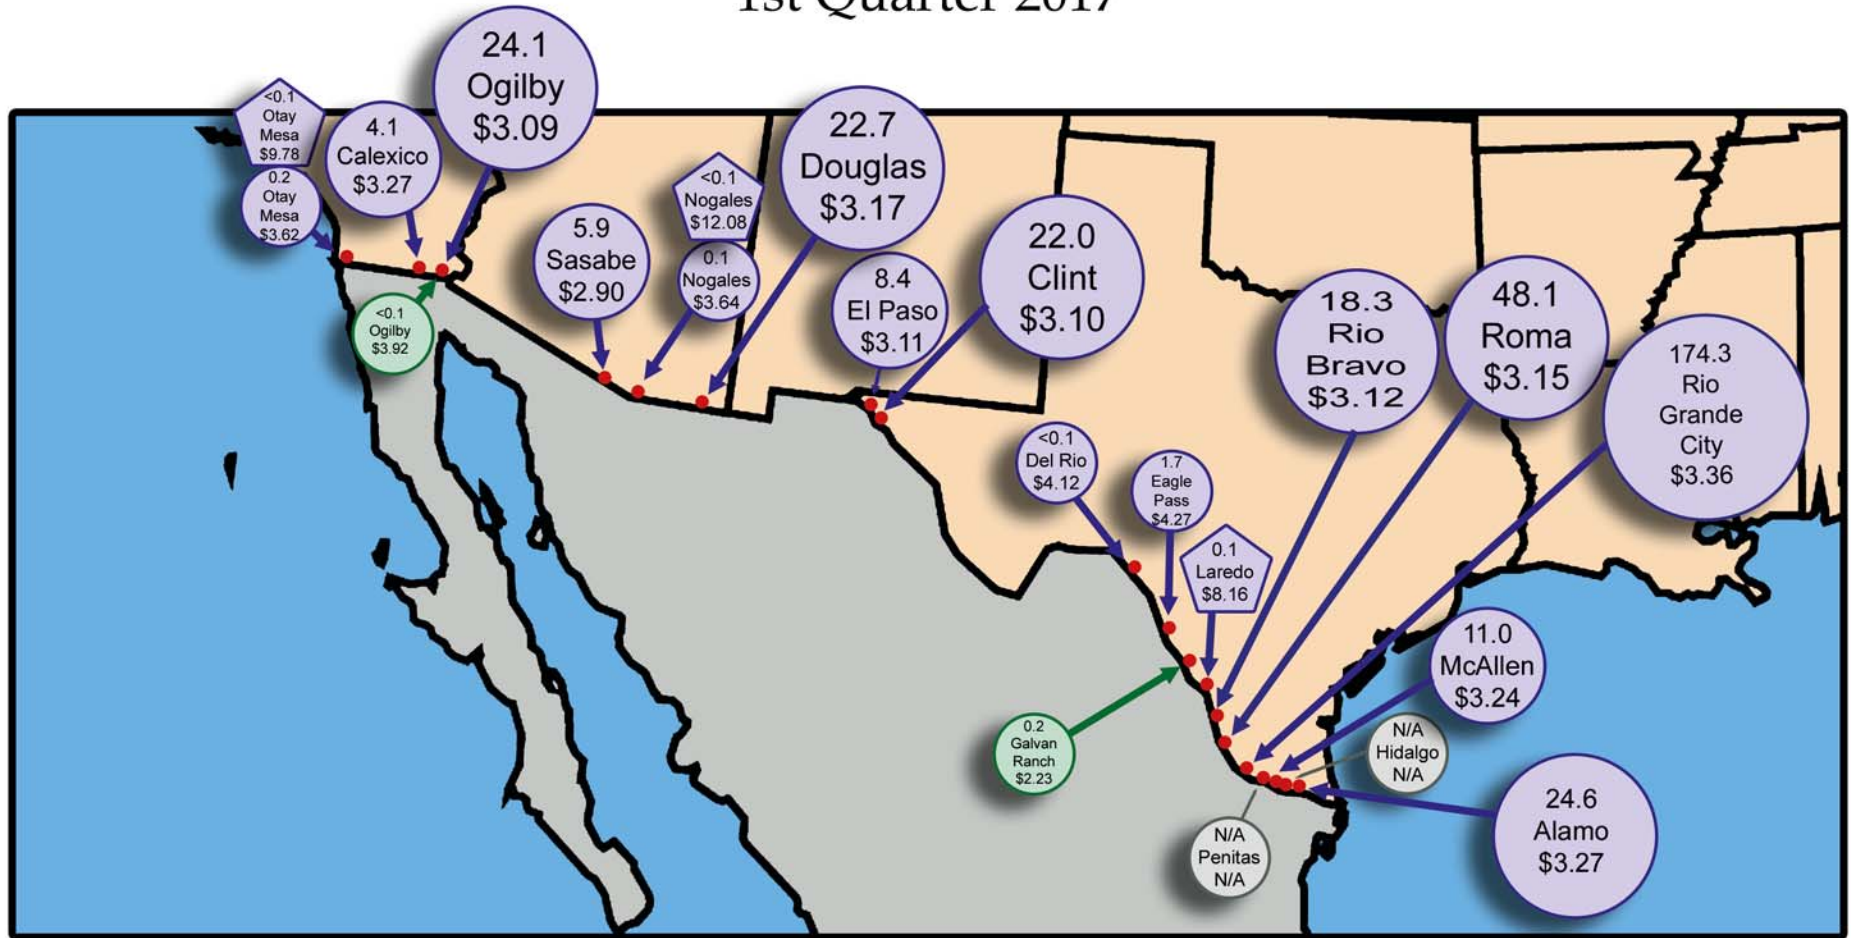 1st Quarter 2017
24.1
Ogilby
$3.09
<0.1
Otay
Mesa
$9.78
4.1
Calexico
$3.27
0.2
Otay
Mesa
$3.62
<0.1
Ogilby
$3.92
5.9
Sasabe
$2.90
<0.1
Nogales
$12.08
0.1
Nogales
$3.64
22.7
Douglas
$3.17
8.4
El Paso
$3.11
22.0
Clint
$3.10
<0.1
Del Rio
$4.12
1.7
Eagle
Pass
$4.27
0.1
Laredo
$8.16
18.3
Rio
Bravo
$3.12
48.1
Roma
$3.15
174.3
Rio
Grande
City
$3.36
11.0
McAllen
$3.24
N/A
Hidalgo
N/A
0.2
Galvan
Ranch
$2.23
N/A
Penitas
N/A
24.6
Alamo
$3.27